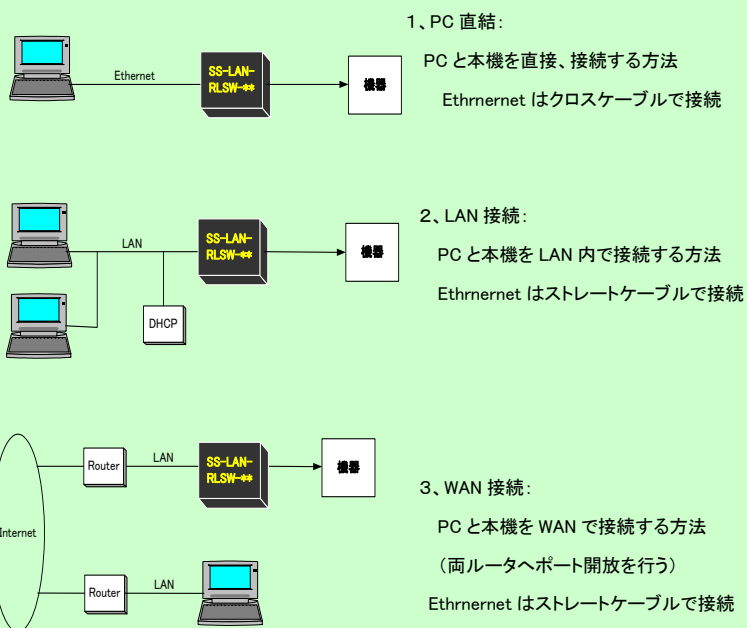 1、PC 直結：
PC と本機を直接、接続する方法
Ethrnernet はクロスケーブルで接続
Ethernet
SS-LAN-
RLSW-**
機器
2、LAN 接続：
PC と本機を LAN 内で接続する方法
Ethrnernet はストレートケーブルで接続
LAN
SS-LAN-
RLSW-**
機器
DHCP
3、WAN 接続：
PC と本機を WAN で接続する方法
（両ルータへポート開放を行う）
Ethrnernet はストレートケーブルで接続
Internet
Router
LAN
SS-LAN-
RLSW-**
機器
Router
LAN